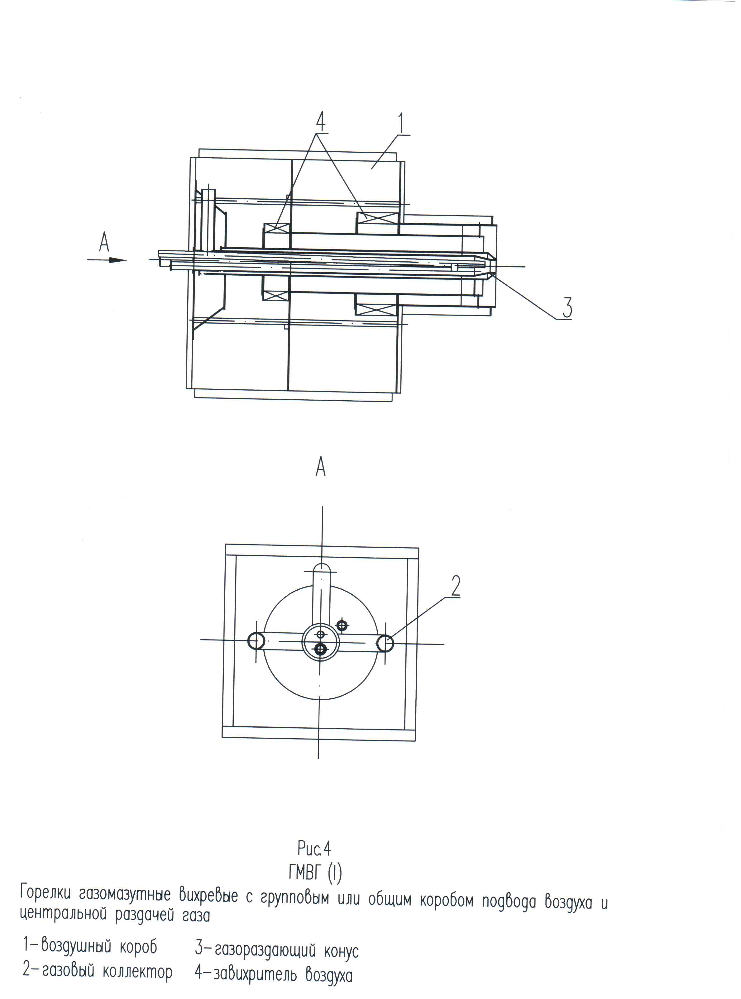 4 1
А
3
А
2
Рис.4
ГМВГ (I)
Горелки газомазутные вихревые с групповым или общим коробом подвода воздуха и
центральной раздачей газа
1–воздушный короб 3–газораздающий конус
2–газовый коллектор 4–завихритель воздуха